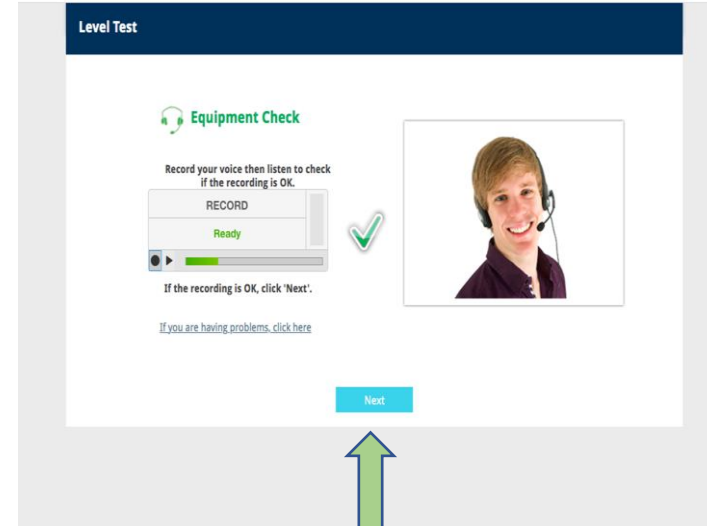 Level Test
Equipment Check
Record your voice then listen to check
if the recording is OK.
RECORD
Ready
If the recording is OK, click 'Next'.
If you are having problems, click here
Next